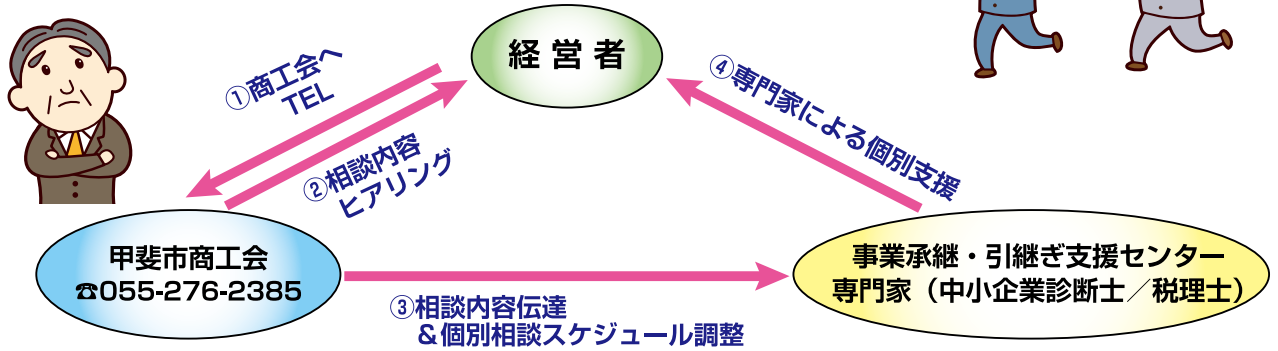 経営者
①商工会へ
TEL
②相談内容
ヒアリング
④専門家による個別支援
甲斐市商工会
☎055-276-2385
事業承継・引継ぎ支援センター
専門家（中小企業診断士／税理士）
③相談内容伝達
＆個別相談スケジュール調整